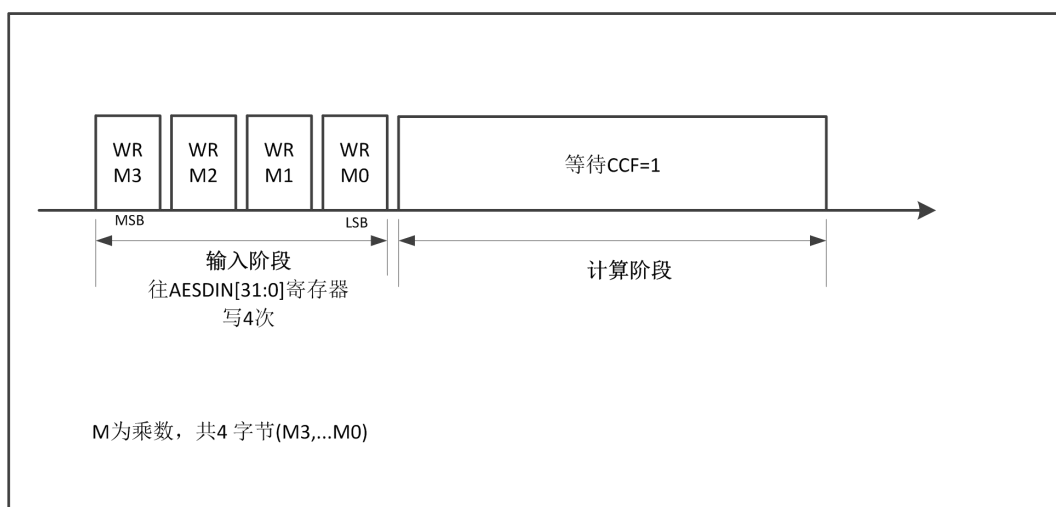 WR
M3
WR
M2
WR
M1
WR
M0
等待CCF=1
MSB
LSB
输入阶段
往AESDIN[31:0]寄存器
写4次
计算阶段
M为乘数，共4 字节(M3,...M0)